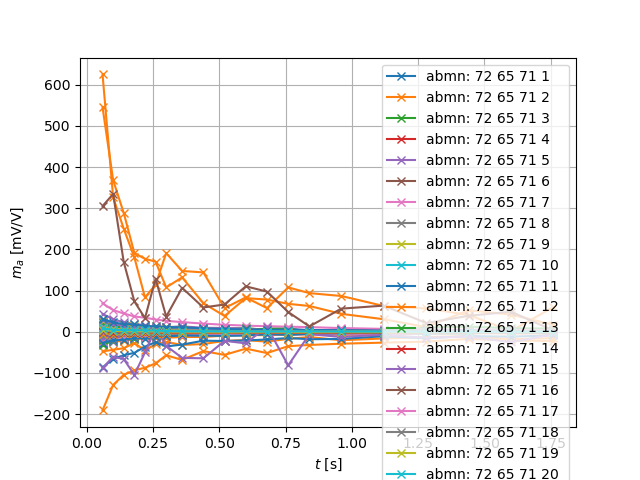 600
500
400
300
200
100
0
−100
−200
m_a [mV/V]
0.00
0.25
0.50
0.75
1.00
1.25
1.50
1.75
t [s]
abmn: 72 65 71 1
abmn: 72 65 71 2
abmn: 72 65 71 3
abmn: 72 65 71 4
abmn: 72 65 71 5
abmn: 72 65 71 6
abmn: 72 65 71 7
abmn: 72 65 71 8
abmn: 72 65 71 9
abmn: 72 65 71 10
abmn: 72 65 71 11
abmn: 72 65 71 12
abmn: 72 65 71 13
abmn: 72 65 71 14
abmn: 72 65 71 15
abmn: 72 65 71 16
abmn: 72 65 71 17
abmn: 72 65 71 18
abmn: 72 65 71 19
abmn: 72 65 71 20